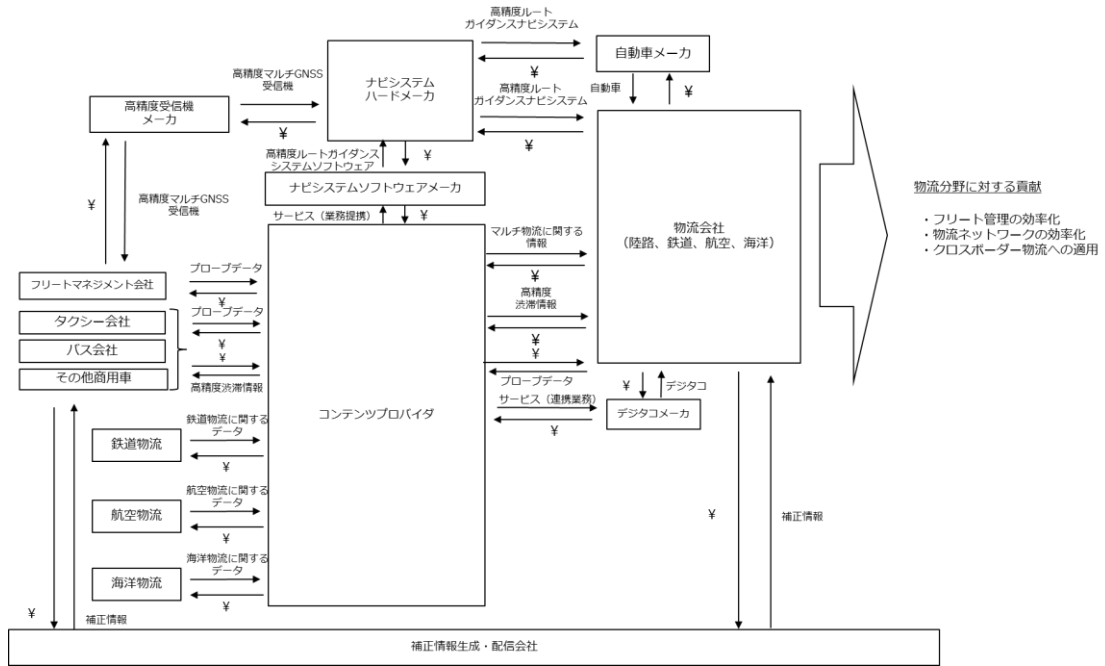 高精度ルート
ガイダンスナビシステム
¥
自動車メーカ
高精度マルチGNSS
受信機
¥
ナビシステム
ハードメーカ
高精度ルート
ガイダンスナビシステム
¥
自動車
¥
高精度受信機
メーカ
高精度ルートガイダンス
システムソフトウェア
¥
ナビシステムソフトウェアメーカ
¥
高精度マルチGNSS
受信機
サービス（業務提携）
¥
物流会社
（陸路、鉄道、航空、海洋）
物流分野に対する貢献
・フリート管理の効率化
・物流ネットワークの効率化
・クロスボーダー物流への適用
マルチ物流に関する
情報
¥
フリートマネジメント会社
プローブデータ
¥
高精度
渋滞情報
¥
タクシー会社
バス会社
その他商用車
プローブデータ
¥
¥
高精度渋滞情報
¥
プローブデータ
コンテンツプロバイダ
サービス（連携業務）
¥
¥
デジタコ
デジタコメーカ
鉄道物流
鉄道物流に関する
データ
¥
航空物流
航空物流に関する
データ
¥
海洋物流
海洋物流に関する
データ
¥
¥
補正情報
¥
補正情報
補正情報生成・配信会社